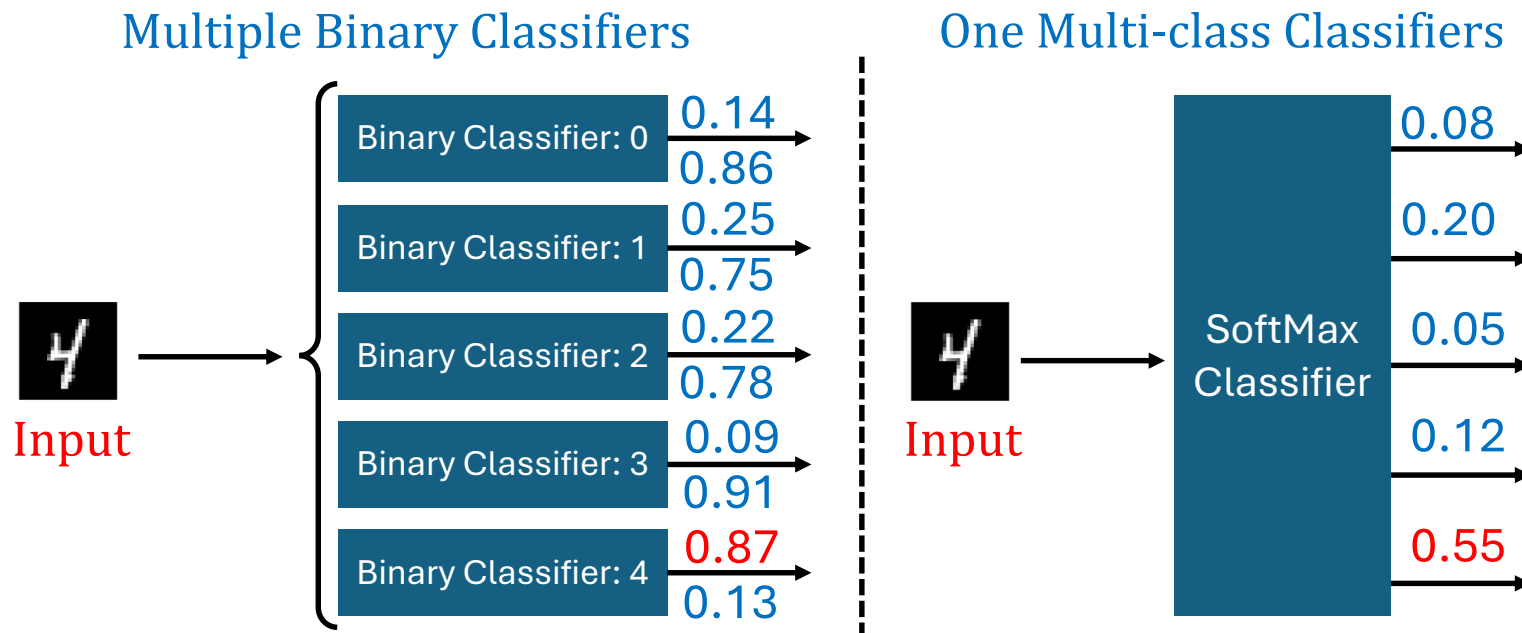 Multiple Binary Classifiers
Binary Classifier: 0
0.14
0.86
Binary Classifier: 1
0.25
0.75
Binary Classifier: 2
0.22
0.78
Binary Classifier: 3
0.09
0.91
Binary Classifier: 4
0.87
0.13
4
Input
One Multi-class Classifiers
4
Input
SoftMax
Classifier
0.08
0.20
0.05
0.12
0.55